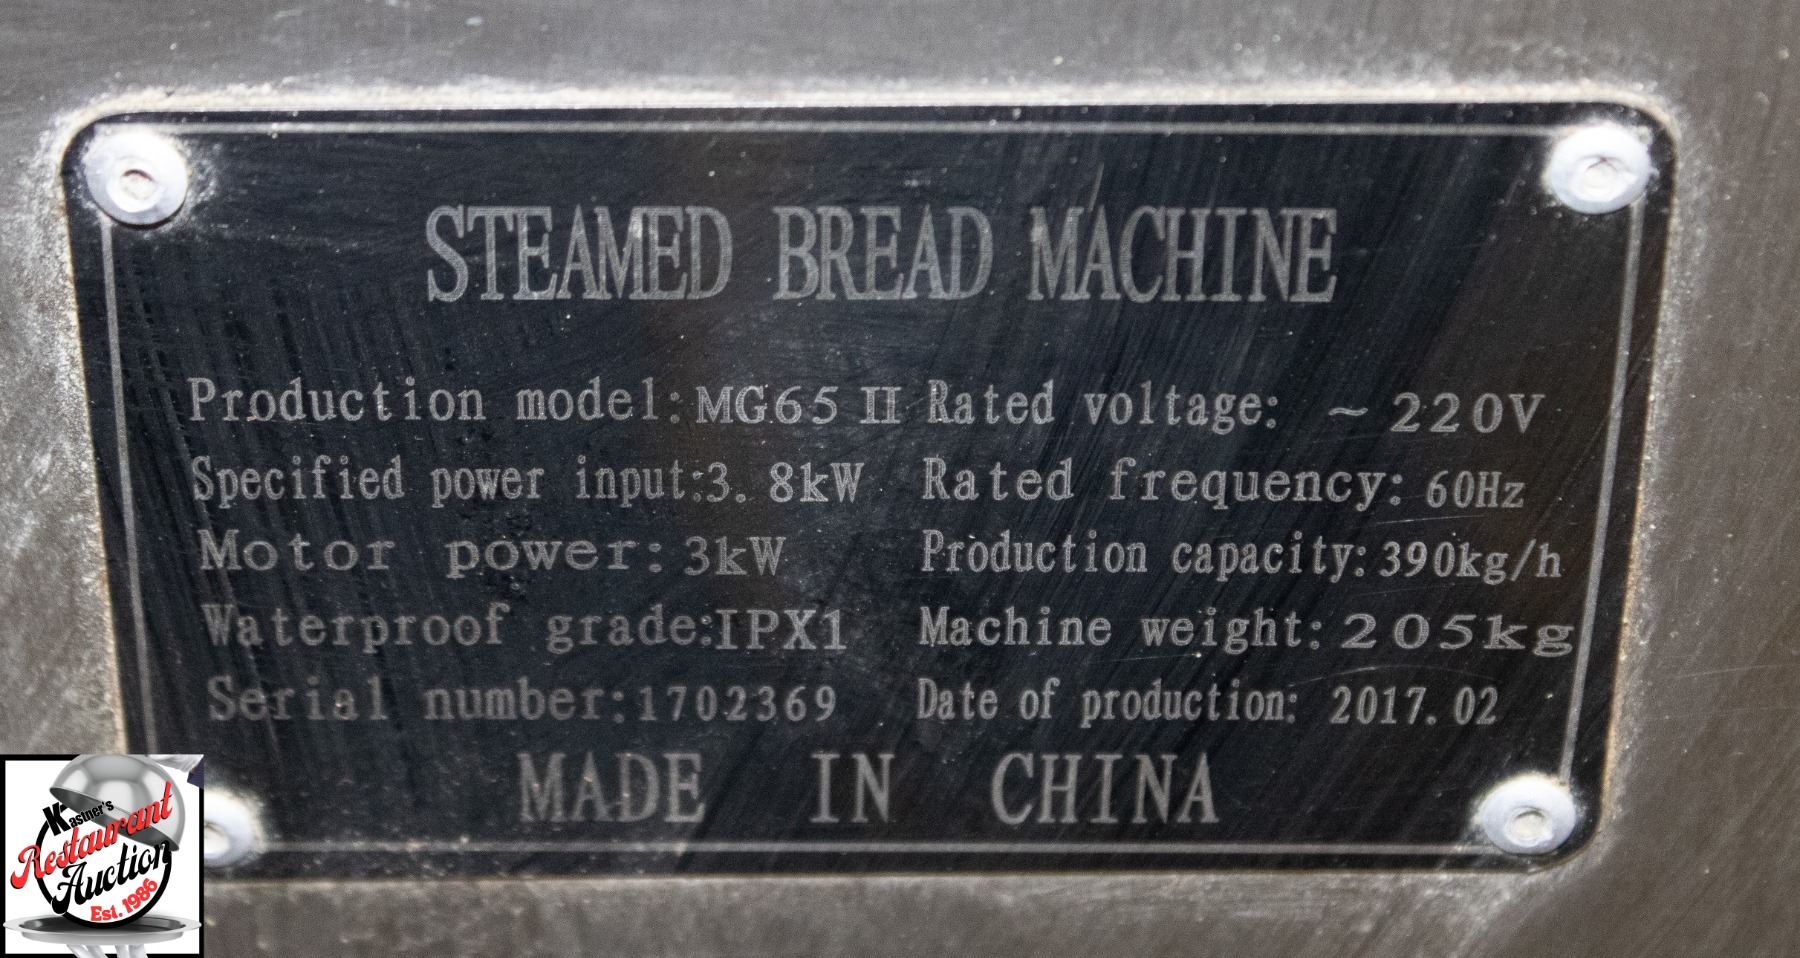 STEAMED BREAD MACHINE
Production model: MG65 II Rated voltage: ~220V
Specified power input: 3.8kW Rated frequency: 60Hz
Motor power: 3kW Production capacity: 390kg/h
Waterproof grade: IPX1 Machine weight: 205kg
Serial number: 1702369 Date of production: 2017.02
MADE IN CHINA
Kastner's
Restaurant
Auction
Est. 1986